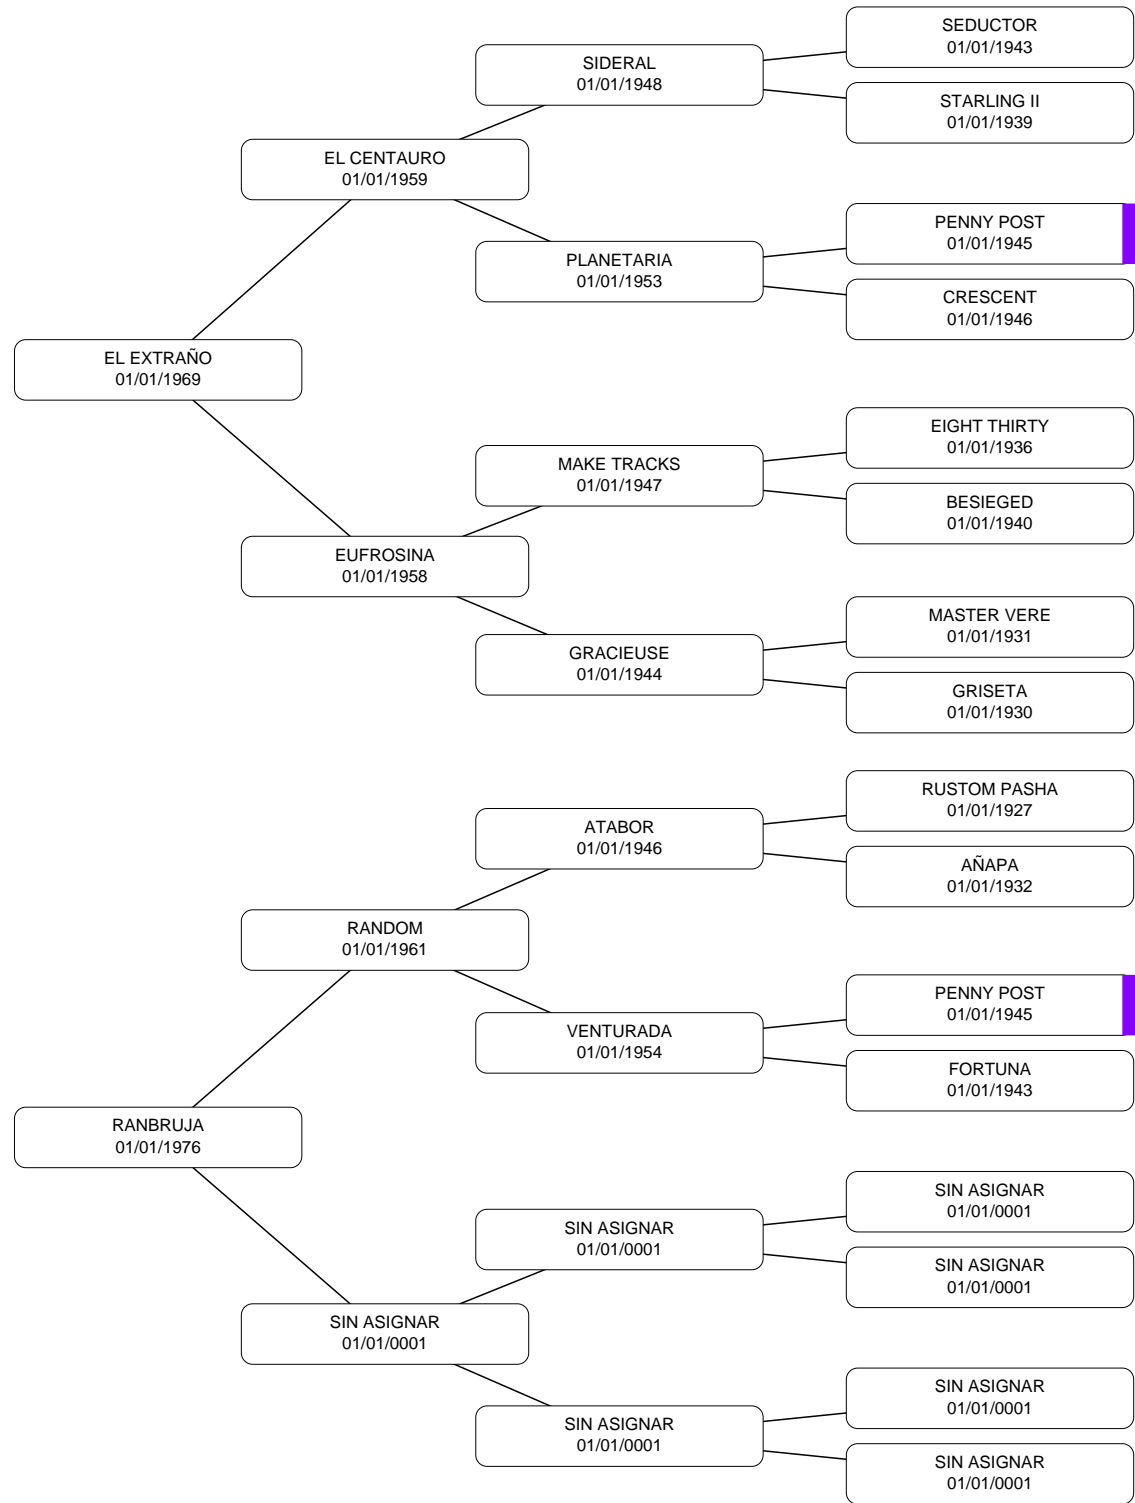 SEDUCTOR
01/01/1943
SIDERAL
01/01/1948
STARLING II
01/01/1939
EL CENTAURO
01/01/1959
PENNY POST
01/01/1945
PLANETARIA
01/01/1953
CRESCENT
01/01/1946
EL EXTRAÑO
01/01/1969
EIGHT THIRTY
01/01/1936
MAKE TRACKS
01/01/1947
BESIEGED
01/01/1940
EUFROSINA
01/01/1958
MASTER VERE
01/01/1931
GRACIEUSE
01/01/1944
GRISETA
01/01/1930
RUSTOM PASHA
01/01/1927
ATABOR
01/01/1946
AÑAPA
01/01/1932
RANDOM
01/01/1961
PENNY POST
01/01/1945
VENTURADA
01/01/1954
FORTUNA
01/01/1943
RANBRUJA
01/01/1976
SIN ASIGNAR
01/01/0001
SIN ASIGNAR
01/01/0001
SIN ASIGNAR
01/01/0001
SIN ASIGNAR
01/01/0001
SIN ASIGNAR
01/01/0001
SIN ASIGNAR
01/01/0001
SIN ASIGNAR
01/01/0001